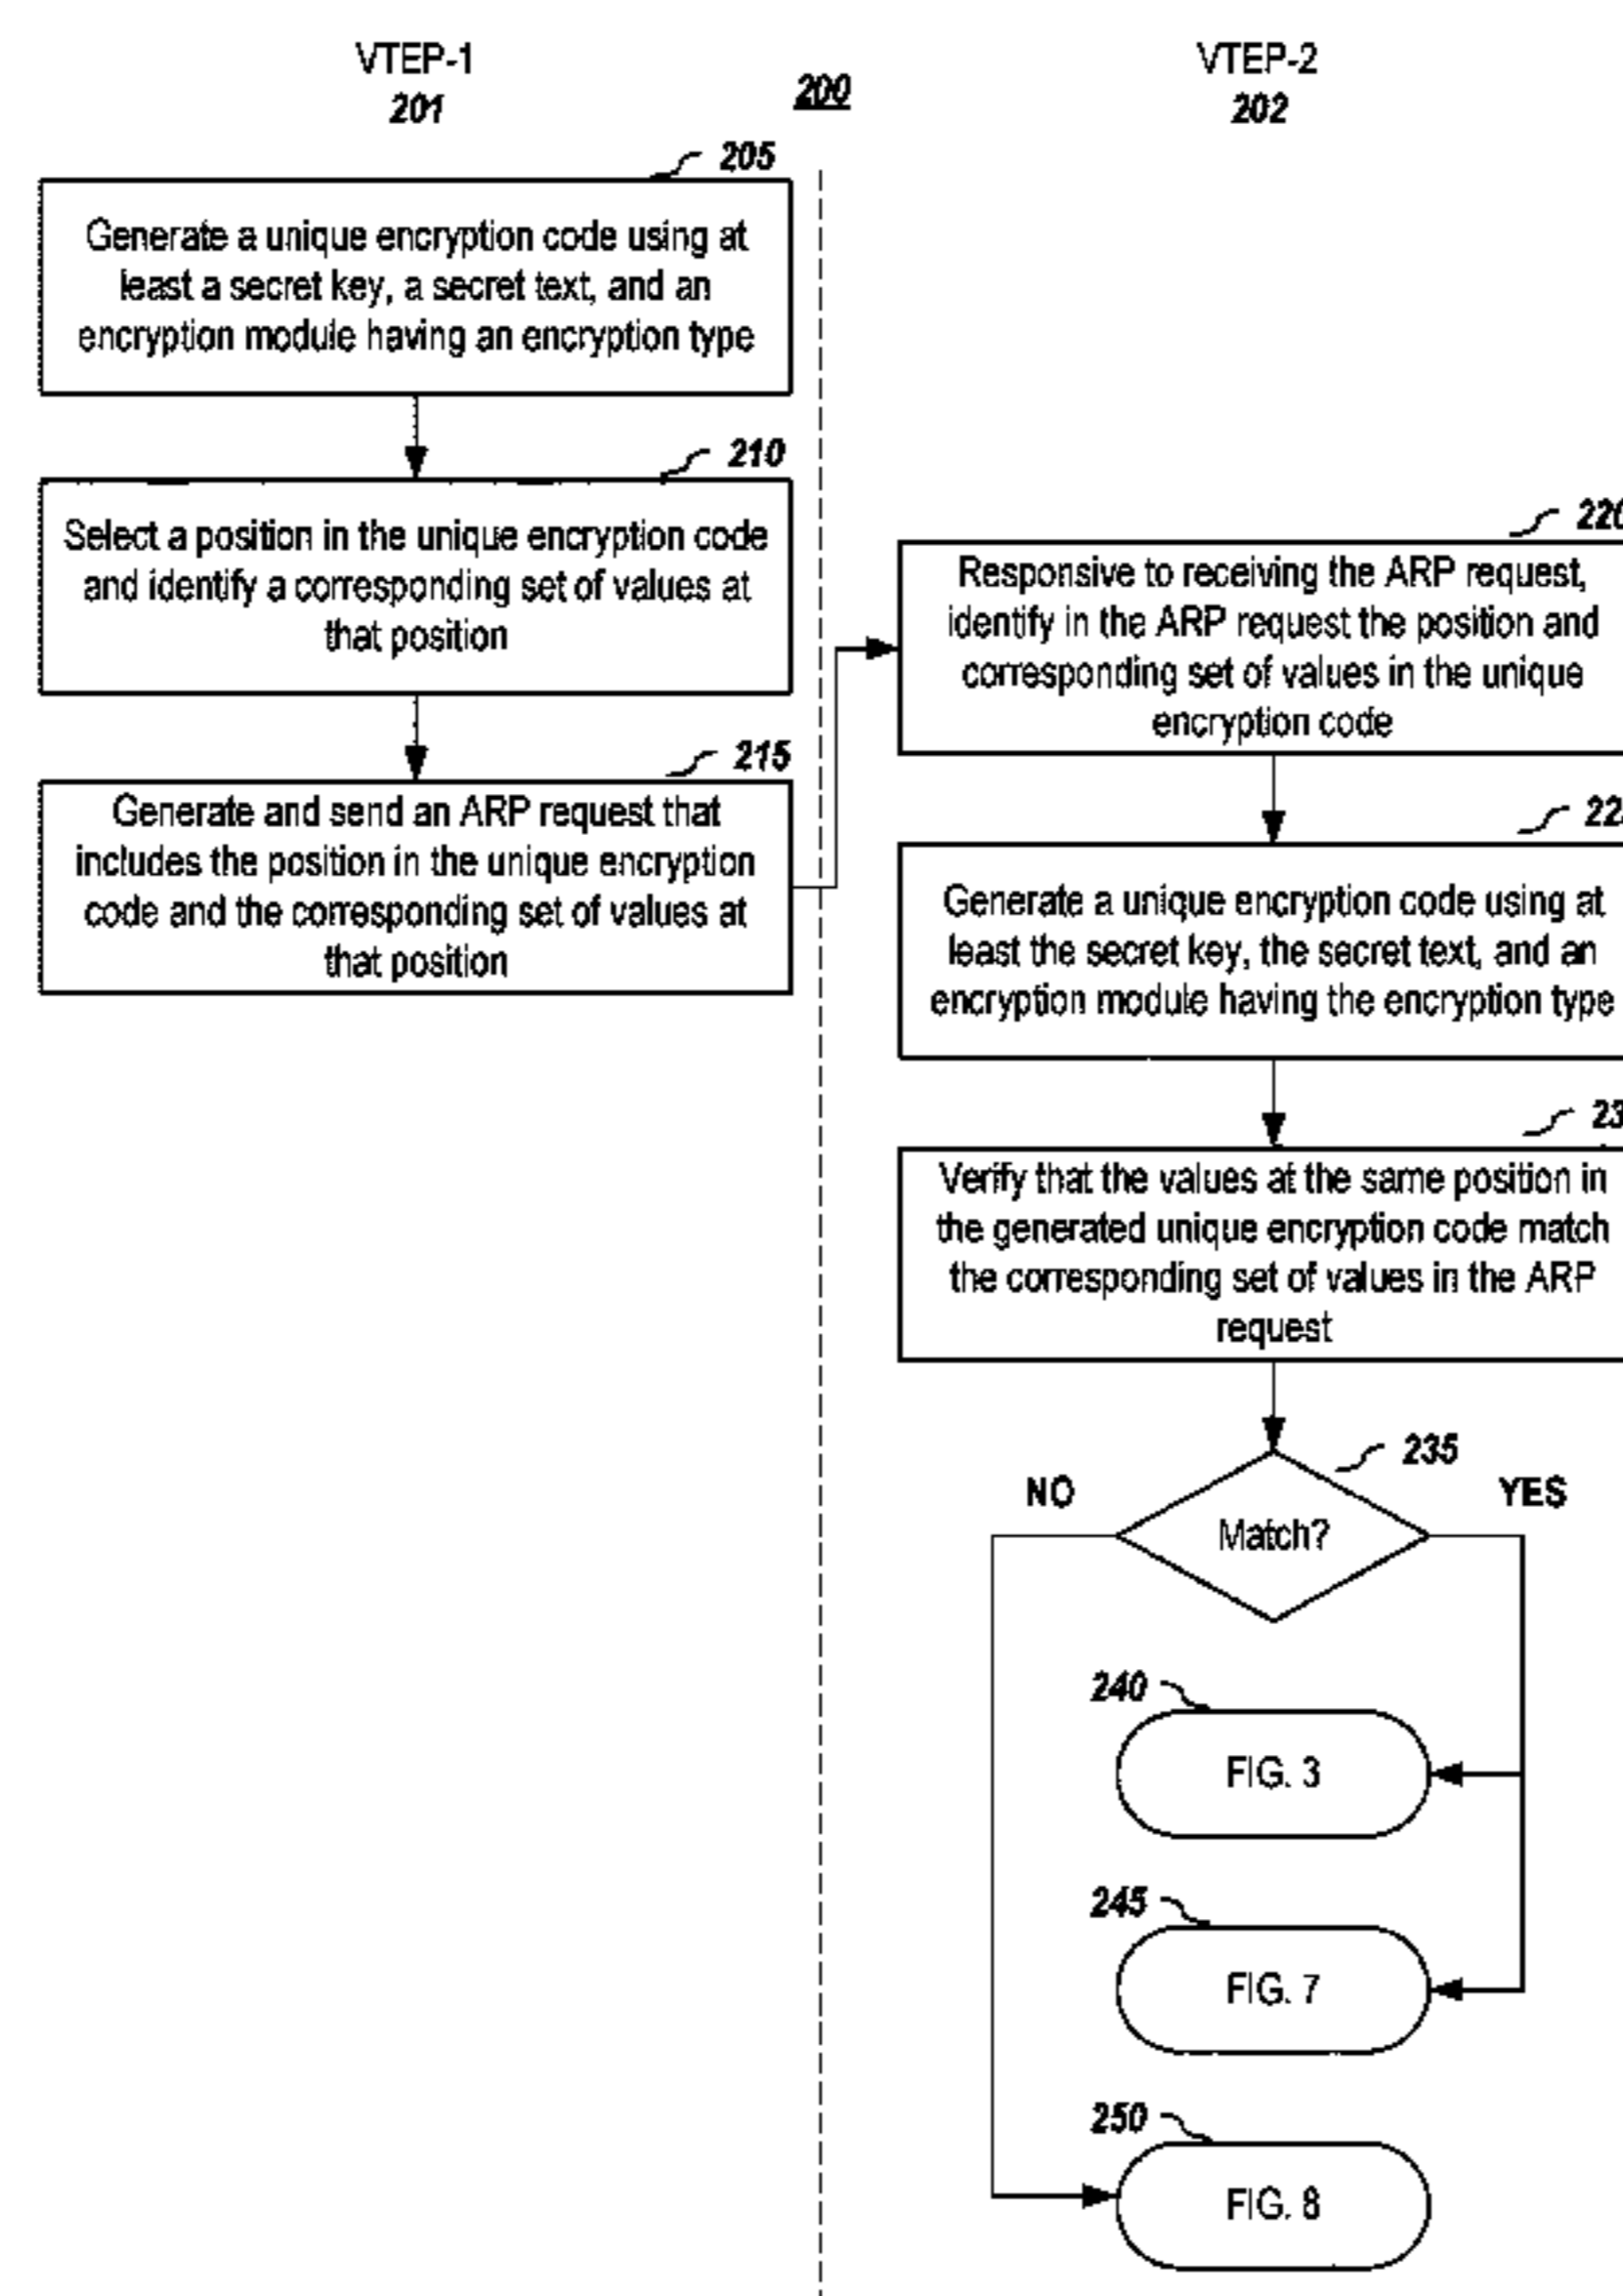 VTEP-1
201
200
VTEP-2
202
205
Generate a unique encryption code using at
least a secret key, a secret text, and an
encryption module having an encryption type
210
Select a position in the unique encryption code
and identify a corresponding set of values at
that position
215
Generate and send an ARP request that
includes the position in the unique encryption
code and the corresponding set of values at
that position
Responsive to receiving the ARP request,
identify in the ARP request the position and
corresponding set of values in the unique
encryption code
Generate a unique encryption code using at
least the secret key, the secret text, and an
encryption module having the encryption type
Verify that the values at the same position in
the generated unique encryption code match
the corresponding set of values in the ARP
request
235
NO
YES
Match?
240
FIG. 3
245
FIG. 7
250
FIG. 8